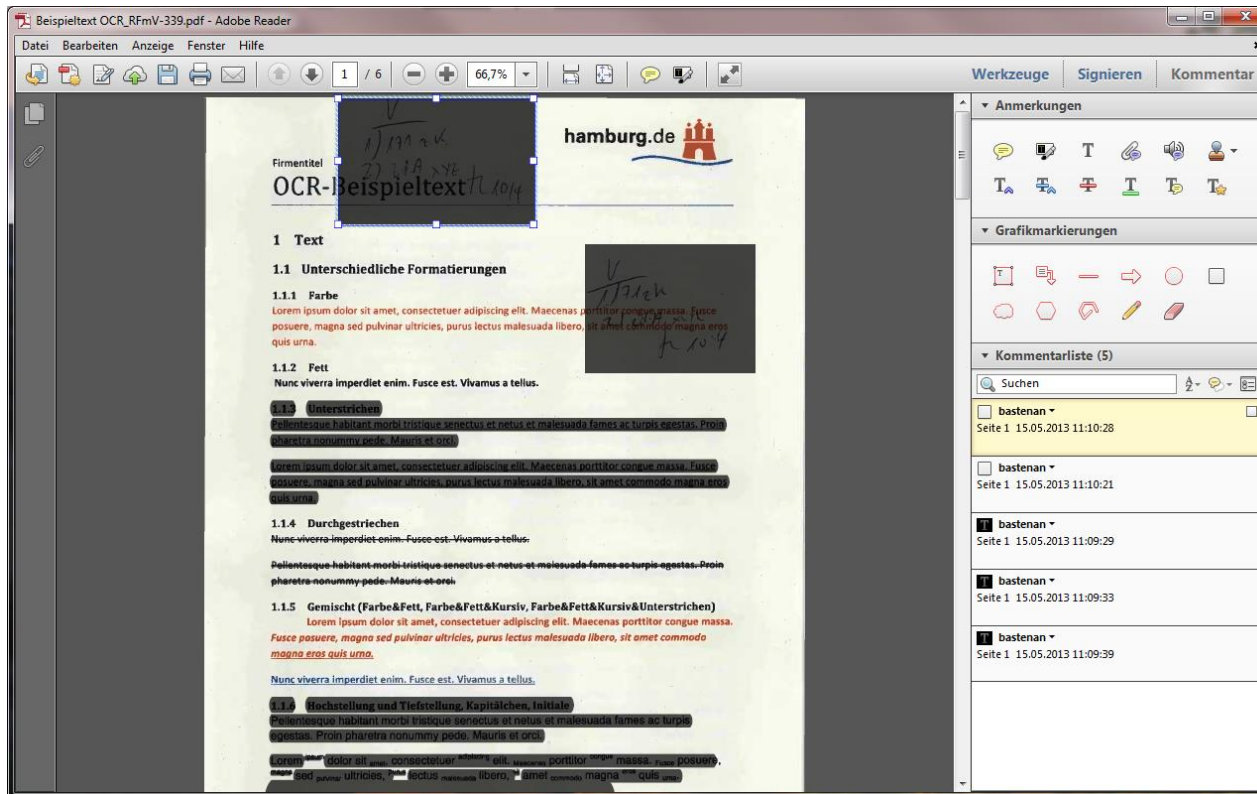 Beispieltext OCR_RFmV-339.pdf - Adobe Reader
Datei Bearbeiten Anzeige Fenster Hilfe
1 / 6 66,7% Werkzeuge Signieren Kommentar
hamburg.de
Firmentitel
OCR-Beispieltext
1 Text
1.1 Unterschiedliche Formatierungen
1.1.1 Farbe
Lorem ipsum dolor sit amet, consectetuer adipiscing elit. Maecenas porttitor congue massa. Fusce
posuere, magna sed pulvinar ultricies, purus lectus malesuada libero, sit amet commodo magna eros
quis urna.
1.1.2 Fett
Nunc viverra imperdiet enim. Fusce est. Vivamus a tellus.
1.1.3 Unterstrichen
Pellentesque habitant morbi tristique senectus et netus et malesuada fames ac turpis egestas. Proin
pharetra nonummy pede. Mauris et orci.
Lorem ipsum dolor sit amet, consectetuer adipiscing elit. Maecenas porttitor congue massa. Fusce
posuere, magna sed pulvinar ultricies, purus lectus malesuada libero, sit amet commodo magna eros
quis urna.
1.1.4 Durchgestriechen
Nunc viverra imperdiet enim. Fusce est. Vivamus a tellus.
Pellentesque habitant morbi tristique senectus et netus et malesuada fames ac turpis egestas. Proin
pharetra nonummy pede. Mauris et orci.
1.1.5 Gemischt (Farbe&Fett, Farbe&Fett&Kursiv, Farbe&Fett&Kursiv&Unterstrichen)
Lorem ipsum dolor sit amet, consectetuer adipiscing elit. Maecenas porttitor congue massa.
Fusce posuere, magna sed pulvinar ultricies, purus lectus malesuada libero, sit amet commodo
magna eros quis urna.
Nunc viverra imperdiet enim. Fusce est. Vivamus a tellus.
1.1.6 Hochstellung und Tiefstellung, Kapitälchen, Initiale
Pellentesque habitant morbi tristique senectus et netus et malesuada fames ac turpis
egestas. Proin pharetra nonummy pede. Mauris et orci.
Lorem ipsum dolor sit amet, consectetuer adipiscing elit. Maecenas porttitor congue massa. Fusce posuere,
magna sed pulvinar ultricies, purus lectus malesuada libero, sit amet commodo magna eros quis urna.
Anmerkungen
Grafikmarkierungen
Kommentarliste (5)
Suchen
bastenan
Seite 1 15.05.2013 11:10:28
bastenan
Seite 1 15.05.2013 11:10:21
bastenan
Seite 1 15.05.2013 11:09:29
bastenan
Seite 1 15.05.2013 11:09:33
bastenan
Seite 1 15.05.2013 11:09:39